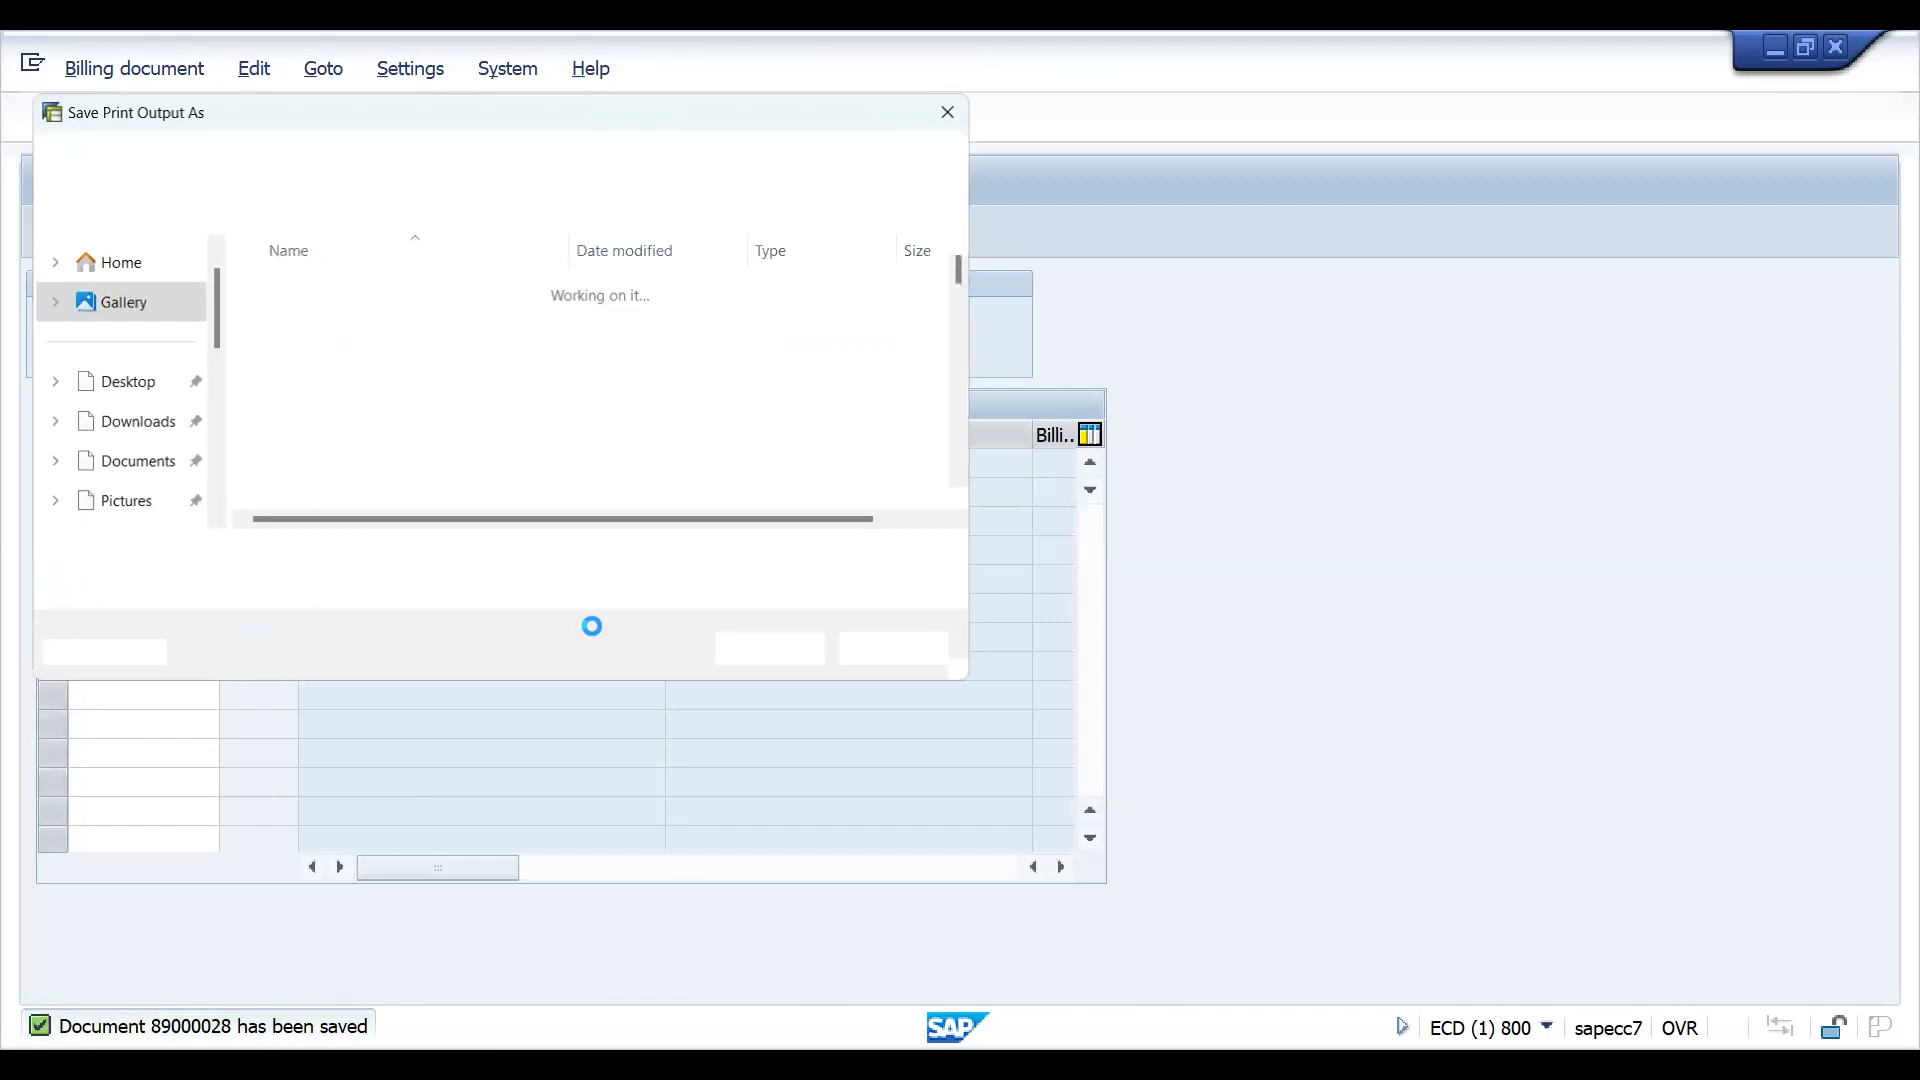 Billing document Edit Goto Settings System Help
Save Print Output As
Name Date modified Type Size
Home
Working on it...
Gallery
Desktop
Downloads
Documents
Pictures
Billi..
Document 89000028 has been saved
SAP
ECD (1) 800 sapecc7 OVR